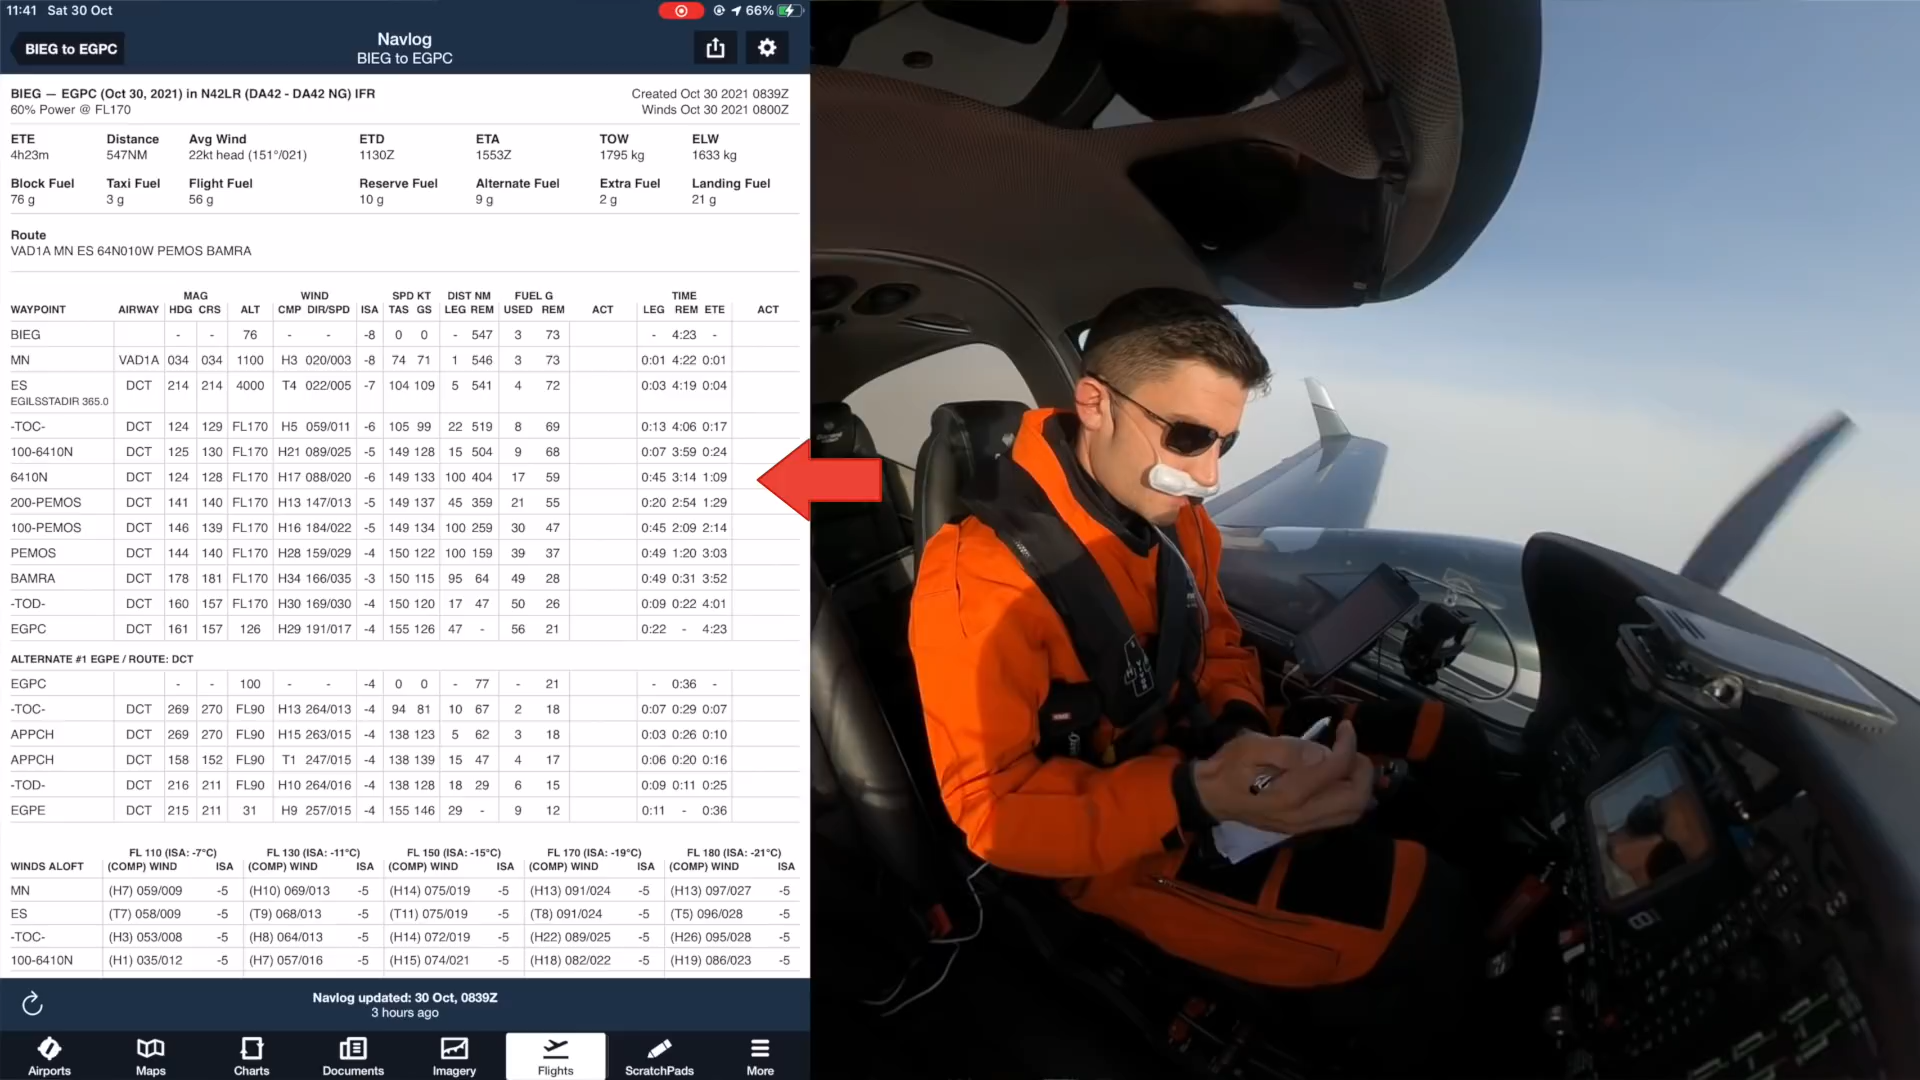 11:41 Sat 30 Oct 66%
BIEG to EGPC
Navlog
BIEG to EGPC
BIEG — EGPC (Oct 30, 2021) in N42LR (DA42 - DA42 NG) IFR Created Oct 30 2021 0839Z
60% Power @ FL170 Winds Oct 30 2021 0800Z
ETE Distance Avg Wind ETD ETA TOW ELW
4h23m 547NM 22kt head (151°/021) 1130Z 1553Z 1795 kg 1633 kg
Block Fuel Taxi Fuel Flight Fuel Reserve Fuel Alternate Fuel Extra Fuel Landing Fuel
76 g 3 g 56 g 10 g 9 g 2 g 21 g
Route
VAD1A MN ES 64N010W PEMOS BAMRA
MAG WIND SPD KT DIST NM FUEL G TIME
WAYPOINT AIRWAY HDG CRS ALT CMP DIR/SPD ISA TAS GS LEG REM USED REM ACT LEG REM ETE ACT
BIEG - - 76 - - -8 0 0 - 547 3 73 - 4:23 -
MN VAD1A 034 034 1100 H3 020/003 -8 74 71 1 546 3 73 0:01 4:22 0:01
ES DCT 214 214 4000 T4 022/005 -7 104 109 5 541 4 72 0:03 4:19 0:04
EGILSSTADIR 365.0
-TOC- DCT 124 129 FL170 H5 059/011 -6 105 99 22 519 8 69 0:13 4:06 0:17
100-6410N DCT 125 130 FL170 H21 089/025 -5 149 128 15 504 9 68 0:07 3:59 0:24
6410N DCT 124 128 FL170 H17 088/020 -6 149 133 100 404 17 59 0:45 3:14 1:09
200-PEMOS DCT 141 140 FL170 H13 147/013 -5 149 137 45 359 21 55 0:20 2:54 1:29
100-PEMOS DCT 146 139 FL170 H16 184/022 -5 149 134 100 259 30 47 0:45 2:09 2:14
PEMOS DCT 144 140 FL170 H28 159/029 -4 150 122 100 159 39 37 0:49 1:20 3:03
BAMRA DCT 178 181 FL170 H34 166/035 -3 150 115 95 64 49 28 0:49 0:31 3:52
-TOD- DCT 160 157 FL170 H30 169/030 -4 150 120 17 47 50 26 0:09 0:22 4:01
EGPC DCT 161 157 126 H29 191/017 -4 155 126 47 - 56 21 0:22 - 4:23
ALTERNATE #1 EGPE / ROUTE: DCT
EGPC - - 100 - - -4 0 0 - 77 - 21 - 0:36 -
-TOC- DCT 269 270 FL90 H13 264/013 -4 94 81 10 67 2 18 0:07 0:29 0:07
APPCH DCT 269 270 FL90 H15 263/015 -4 138 123 5 62 3 18 0:03 0:26 0:10
APPCH DCT 158 152 FL90 T1 247/015 -4 138 139 15 47 4 17 0:06 0:20 0:16
-TOD- DCT 216 211 FL90 H10 264/016 -4 138 128 18 29 6 15 0:09 0:11 0:25
EGPE DCT 215 211 31 H9 257/015 -4 155 146 29 - 9 12 0:11 - 0:36
FL 110 (ISA: -7°C) FL 130 (ISA: -11°C) FL 150 (ISA: -15°C) FL 170 (ISA: -19°C) FL 180 (ISA: -21°C)
WINDS ALOFT (COMP) WIND ISA (COMP) WIND ISA (COMP) WIND ISA (COMP) WIND ISA (COMP) WIND ISA
MN (H7) 059/009 -5 (H10) 069/013 -5 (H14) 075/019 -5 (H13) 091/024 -5 (H13) 097/027 -5
ES (T7) 058/009 -5 (T9) 068/013 -5 (T11) 075/019 -5 (T8) 091/024 -5 (T5) 096/028 -5
-TOC- (H3) 053/008 -5 (H8) 064/013 -5 (H14) 072/019 -5 (H22) 089/025 -5 (H26) 095/028 -5
100-6410N (H1) 035/012 -5 (H7) 057/016 -5 (H15) 074/021 -5 (H18) 082/022 -5 (H19) 086/023 -5
Navlog updated: 30 Oct, 0839Z
3 hours ago
Airports Maps Charts Documents Imagery Flights ScratchPads More